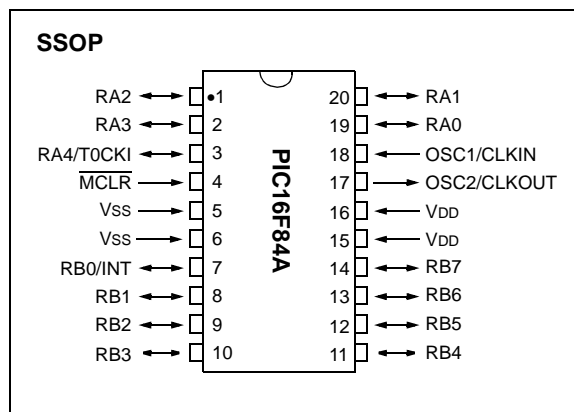 SSOP
RA2 •1 20 RA1
RA3 2 19 RA0
RA4/T0CKI 3 18 OSC1/CLKIN
MCLR 4 17 OSC2/CLKOUT
VSS 5 16 VDD
VSS 6 15 VDD
RB0/INT 7 14 RB7
RB1 8 13 RB6
RB2 9 12 RB5
RB3 10 11 RB4
PIC16F84A